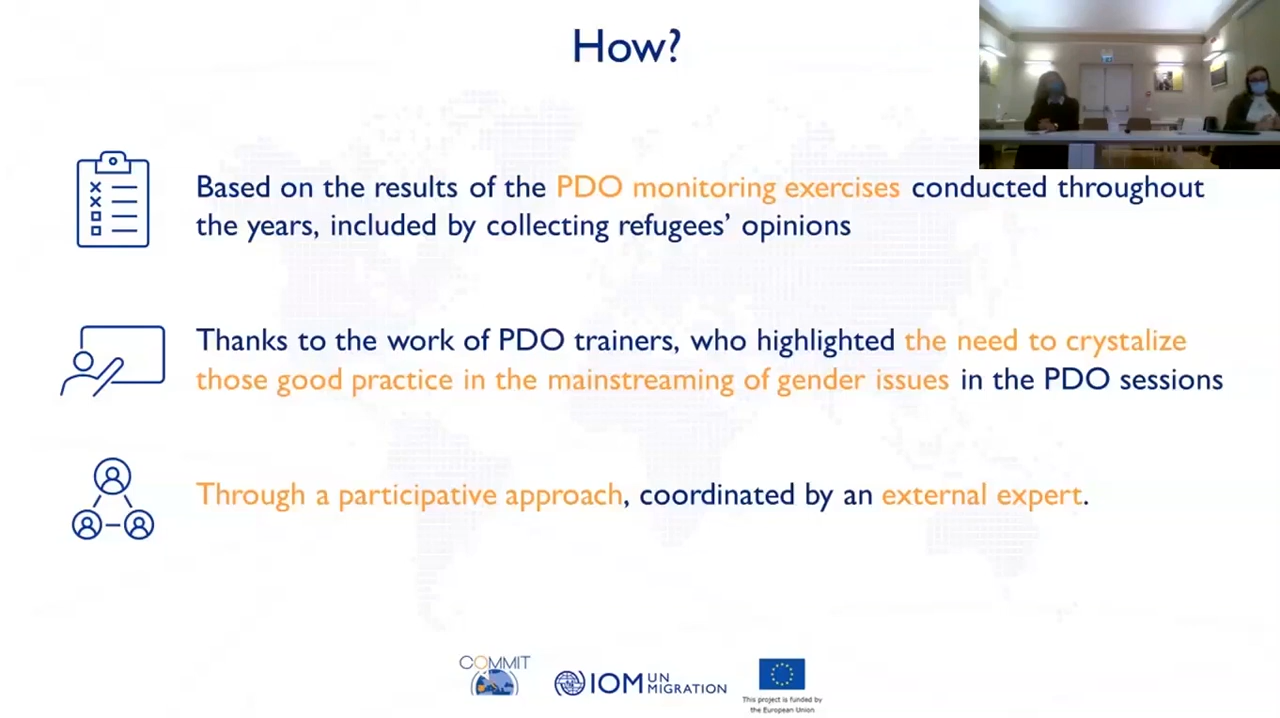 How?
Based on the results of the PDO monitoring exercises conducted throughout
the years, included by collecting refugees’ opinions
Thanks to the work of PDO trainers, who highlighted the need to crystalize
those good practice in the mainstreaming of gender issues in the PDO sessions
Through a participative approach, coordinated by an external expert.
COMMIT
IOM UN MIGRATION
This project is funded by
the European Union